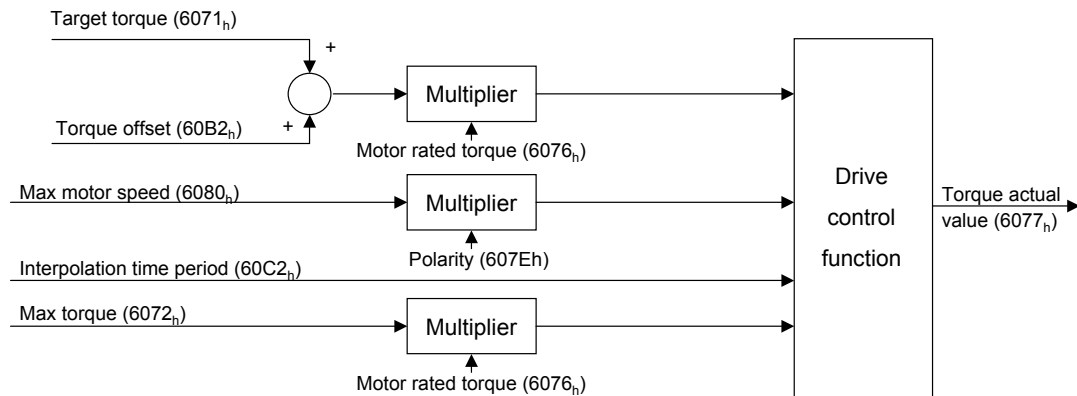 Target torque (6071h)
+
Multiplier
+
Torque offset (60B2h)
Motor rated torque (6076h)
Max motor speed (6080h)
Multiplier
Polarity (607Eh)
Interpolation time period (60C2h)
Max torque (6072h)
Multiplier
Motor rated torque (6076h)
Drive
control
function
Torque actual
value (6077h)